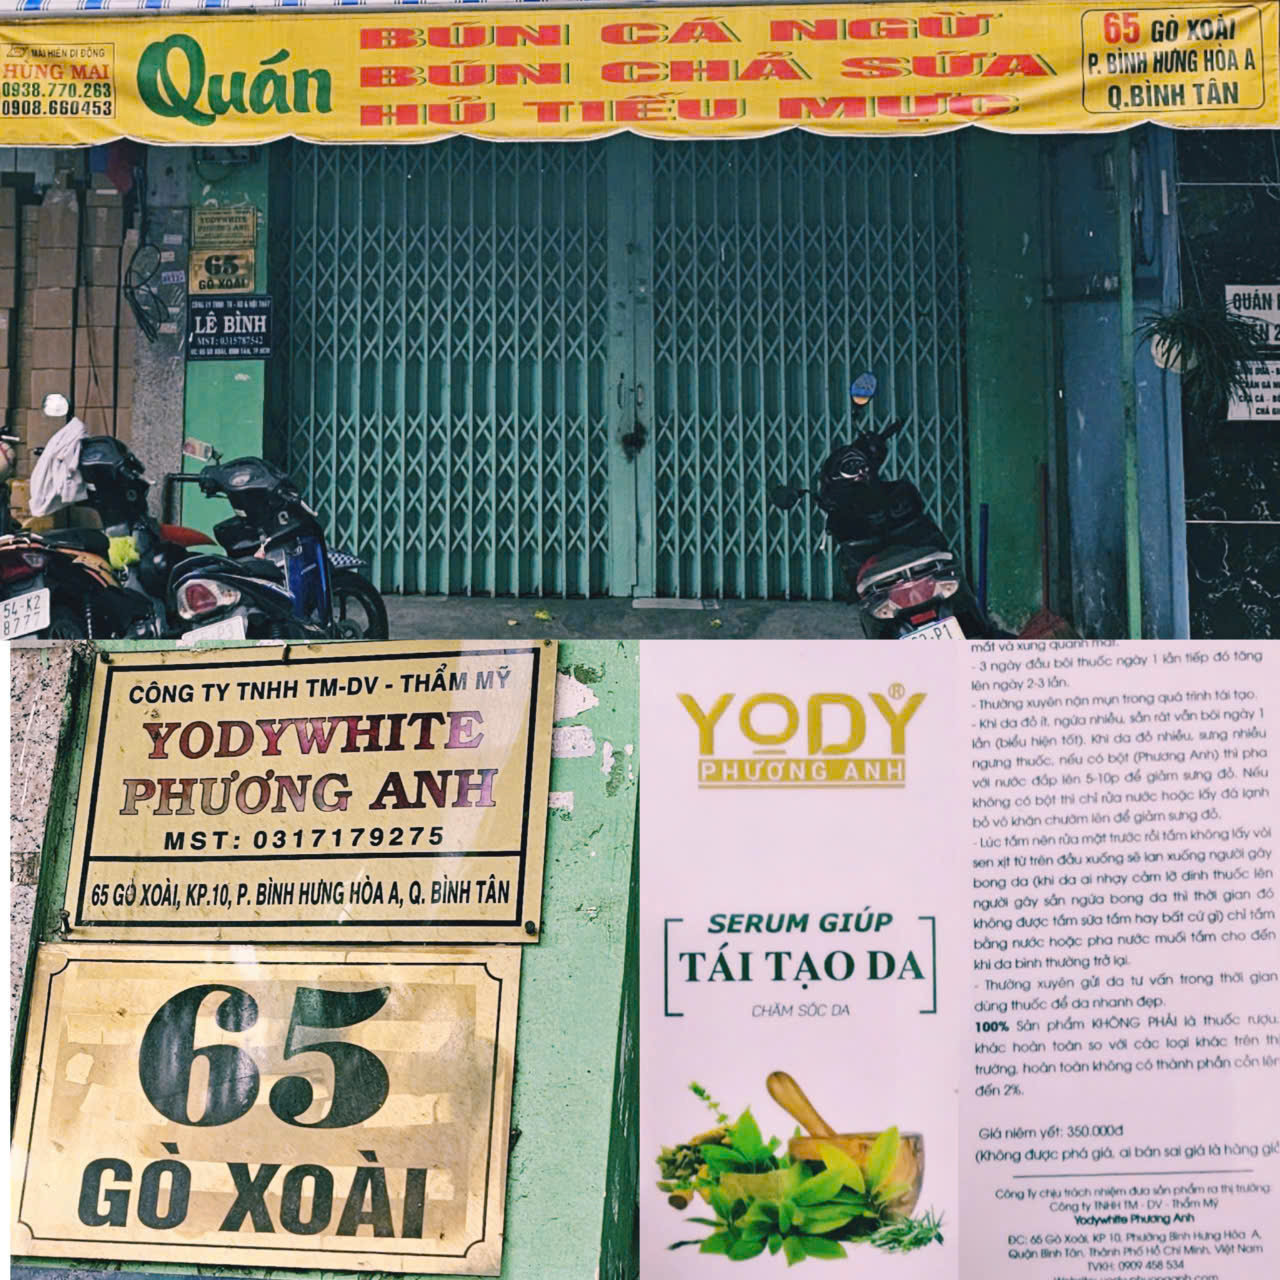 MÁI HIÊN DI ĐỘNG
HÙNG MAI
0938.770.263
0908.660453
Quán
BÚN CÁ NGỪ
BÚN CHẢ SỨA
HỦ TIẾU MỰC
65 GÒ XOÀI
P. BÌNH HƯNG HÒA A
Q.BÌNH TÂN
YODYWHITE
PHƯƠNG ANH
65
GÒ XOÀI
LÊ BÌNH
MST: 0315787542
ĐC: 65 GÒ XOÀI, BÌNH TÂN, TP HCM
QUÁN
54-K2
8777
CÔNG TY TNHH TM-DV - THẨM MỸ
YODYWHITE
PHƯƠNG ANH
MST: 0317179275
65 GÒ XOÀI, KP.10, P. BÌNH HƯNG HÒA A, Q. BÌNH TÂN
65
GÒ XOÀI
YODY®
PHƯƠNG ANH
SERUM GIÚP
TÁI TẠO DA
CHĂM SÓC DA
mắt và xung quanh mắt.
- 3 ngày đầu bôi thuốc ngày 1 lần tiếp đó tăng
lên ngày 2-3 lần.
- Thường xuyên nặn mụn trong quá trình tái tạo.
- Khi da đỏ ít, ngứa nhiều, sần rát vẫn bôi ngày 1
lần (biểu hiện tốt). Khi da đỏ nhiều, sưng nhiều
ngưng thuốc, nếu có bột (Phương Anh) thì pha
với nước đắp lên 5-10p để giảm sưng đỏ. Nếu
không có bột thì chỉ rửa nước hoặc lấy đá lạnh
bỏ vô khăn chườm lên để giảm sưng đỏ.
- Lúc tắm nên rửa mặt trước rồi tắm không lấy vòi
sen xịt từ trên đầu xuống sẽ lan xuống người gây
bong da (khi da ai nhạy cảm lỡ dính thuốc lên
người gây sần ngứa bong da thì thời gian đó
không được tắm sữa tắm hay bất cứ gì) chỉ tắm
bằng nước hoặc pha nước muối tắm cho đến
khi da bình thường trở lại.
- Thường xuyên gửi da tư vấn trong thời gian
dùng thuốc để da nhanh đẹp.
100% Sản phẩm KHÔNG PHẢI là thuốc rượu,
khác hoàn toàn so với các loại khác trên th
trường, hoàn toàn không có thành phần cồn lên
đến 2%.
Giá niêm yết: 350.000đ
(Không được phá giá, ai bán sai giá là hàng giả
Công ty chịu trách nhiệm đưa sản phẩm ra thị trường:
Công ty TNHH TM - DV - Thẩm Mỹ
Yodywhite Phương Anh
ĐC: 65 Gò Xoài, KP 10, Phường Bình Hưng Hòa A,
Quận Bình Tân, Thành Phố Hồ Chí Minh, Việt Nam
TVKH: 0909 458 534